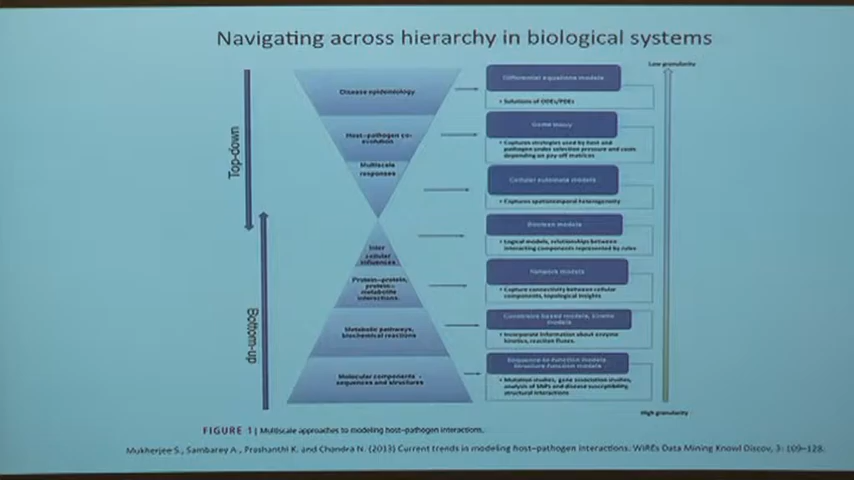 Navigating across hierarchy in biological systems
Low-granularity
Top-down
Bottom-up
Disease epidemiology
Host–pathogen co-
evolution
Multiscale
responses
Inter
cellular
influences
Protein–protein,
protein–
metabolite
interactions.
Metabolic pathways,
biochemical reactions
Molecular components -
sequences and structures
Differential equations models
• Solutions of ODEs/PDEs
Game theory
• Captures strategies used by host and
pathogen under selection pressure and costs
depending on pay-off matrices
Cellular automata models
• Captures spatiotemporal heterogeneity
Boolean models
• Logical models, relationships between
interacting components represented by rules
Network models
• Capture connectivity between cellular
components, topological insights
Constraint based models, kinetic
models
• Incorporate information about enzyme
kinetics, reaction fluxes.
Sequence-to-function models
Structure-function models
• Mutation studies, gene association studies,
analysis of SNPs and disease susceptibility,
structural interactions
High-granularity
FIGURE 1 | Multiscale approaches to modeling host–pathogen interactions.
Mukherjee S., Sambarey A., Prashanthi K. and Chandra N. (2013) Current trends in modeling host–pathogen interactions. WIREs Data Mining Knowl Discov, 3: 109–128.